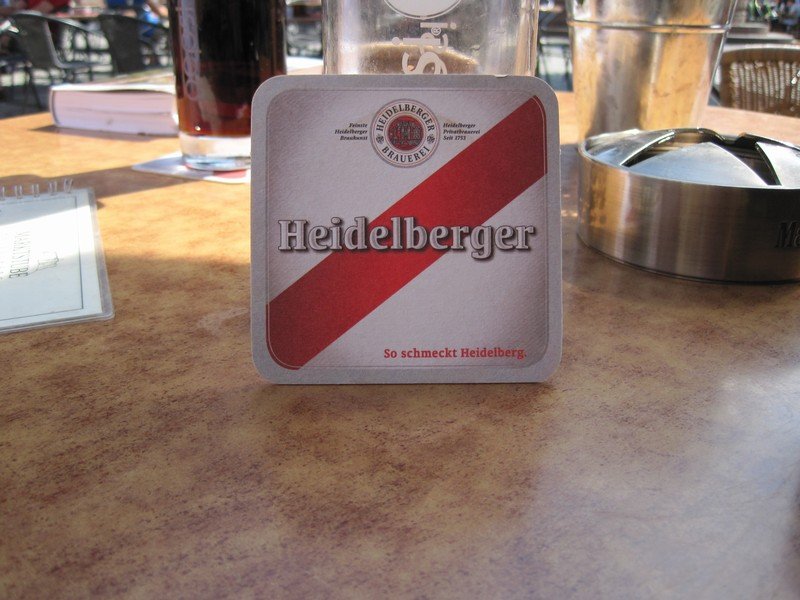 HEIDELBERGER
BRAUEREI
Feinste
Heidelberger
Braukunst
Heidelberger
Privatbrauerei
Seit 1753
Heidelberger
So schmeckt Heidelberg.